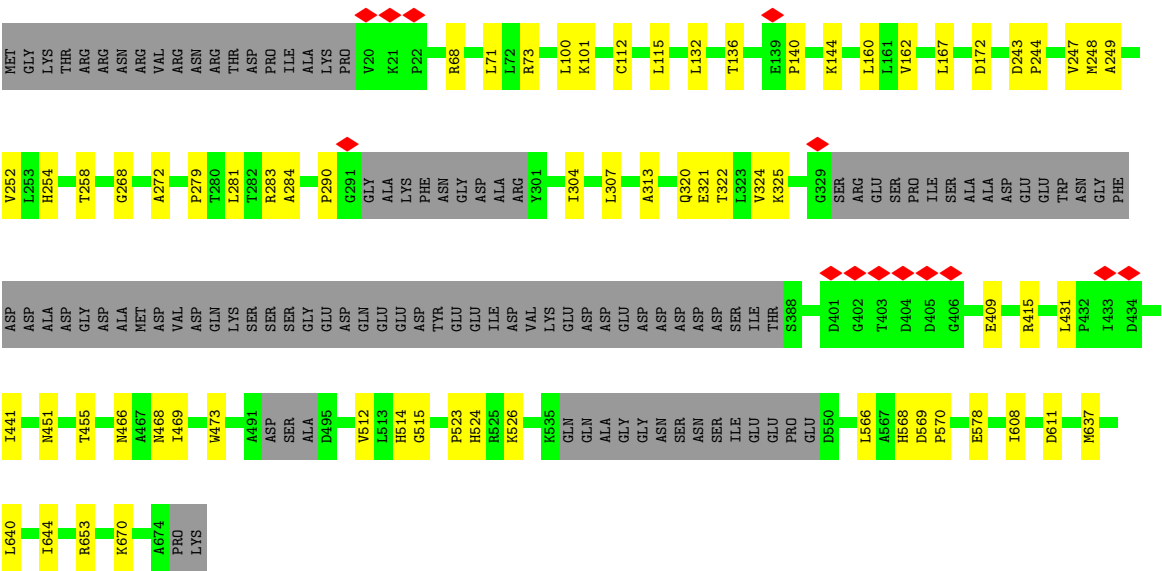 MET GLY LYS THR ARG ARG ASN ARG VAL ARG ASN ARG THR ASP PRO ILE ALA LYS PRO V20 K21 P22 R68 L71 L72 R73 L100 K101 C112 L115 L132 T136 E139 P140 K144 L160 L161 V162 L167 D172 D243 P244 V247 M248 A249
V252 L253 H254 T258 G268 A272 P279 T280 L281 T282 R283 A284 P290 G291 GLY ALA LYS PHE ASN GLY ASP ALA ARG Y301 I304 L307 A313 Q320 E321 T322 L323 V324 K325 G329 SER ARG GLU SER PRO ILE SER ALA ALA ASP GLU GLU TRP ASN GLY PHE
ASP ASP ALA ASP GLY ASP ALA MET ASP VAL ASP GLN LYS SER SER SER GLY GLU ASP GLN GLU GLU ASP TYR GLU GLU ILE ASP VAL LYS GLU ASP ASP GLU ASP ASP ASP ASP SER ILE THR S388 D401 G402 T403 D404 D405 G406 E409 R415 L431 P432 I433 D434
I441 N451 T455 N466 A467 N468 I469 W473 A491 ASP SER ALA D495 V512 L513 H514 G515 P523 H524 R525 K526 K535 GLN GLN ALA GLY GLY ASN SER ASN SER ILE GLU GLU PRO GLU D550 L566 A567 H568 D569 P570 E578 I608 D611 M637
L640 I644 R653 K670 A674 PRO LYS